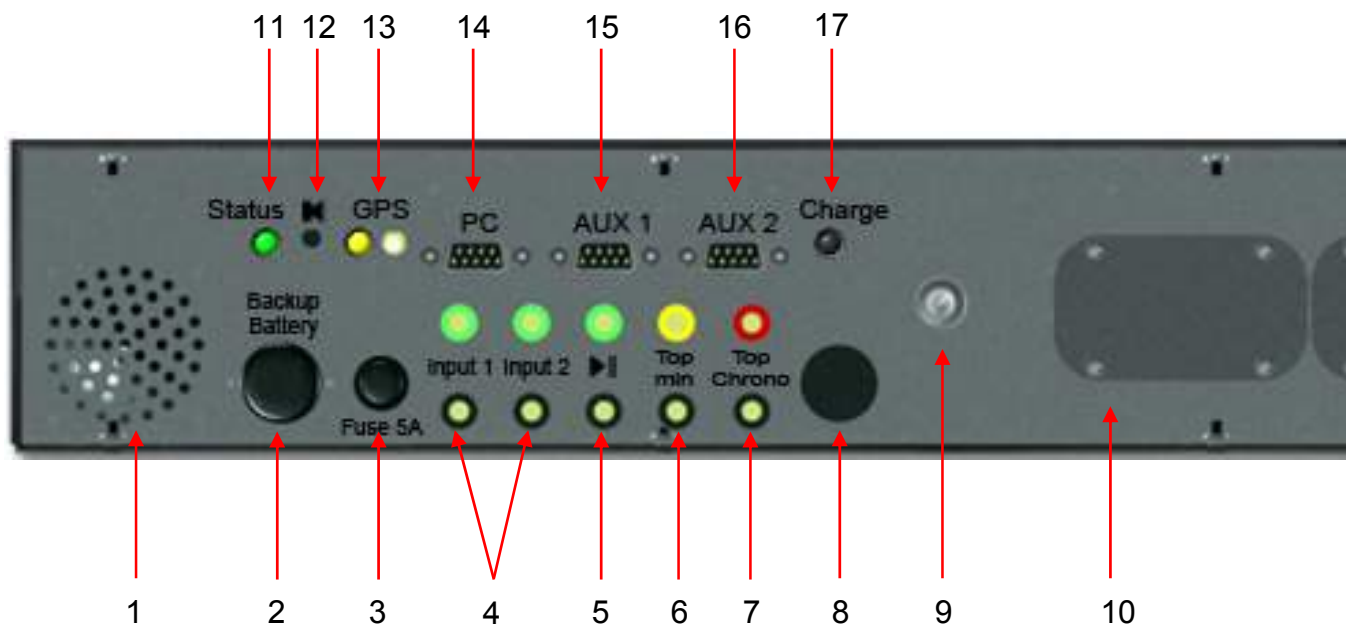 11 12 13 14 15 16 17
Status GPS PC AUX 1 AUX 2 Charge
Backup
Battery
Input 1 Input 2 Top
min Top
Chrono
Fuse 5A
1 2 3 4 5 6 7 8 9 10